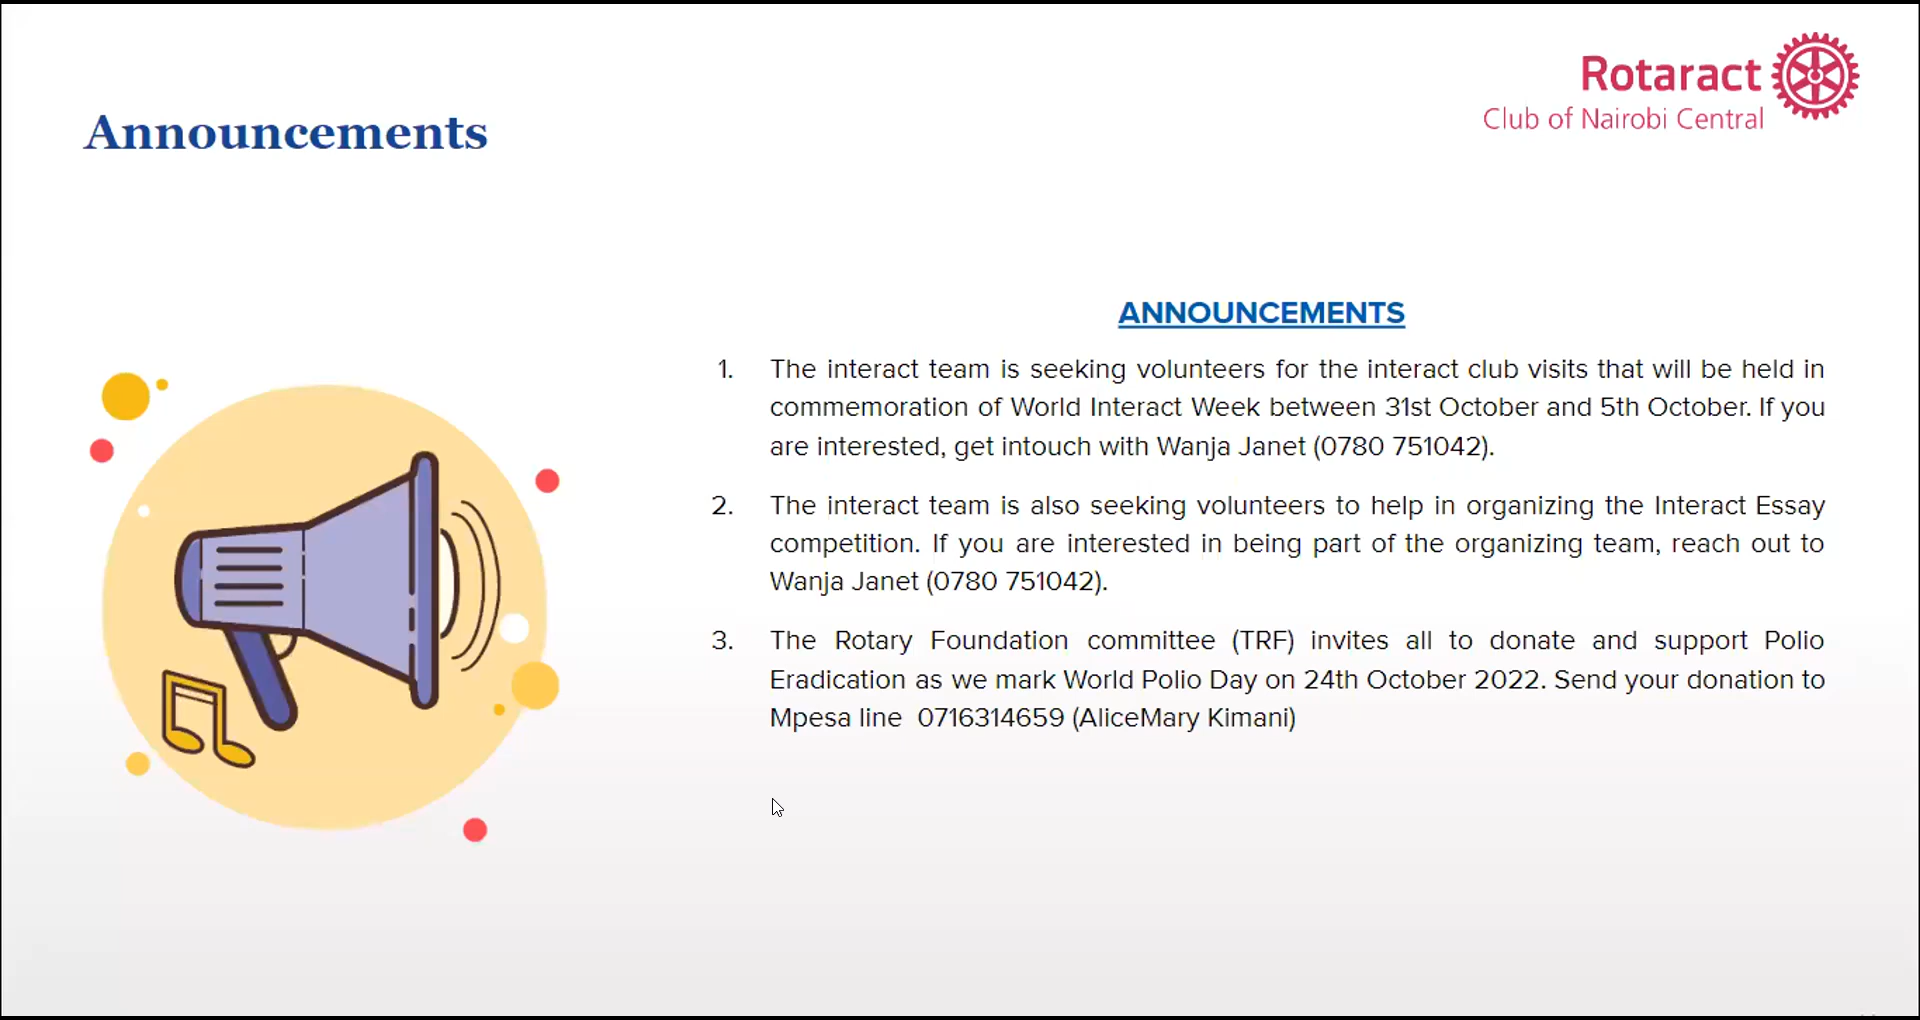 Rotaract
Club of Nairobi Central
Announcements
ANNOUNCEMENTS
1. The interact team is seeking volunteers for the interact club visits that will be held in
commemoration of World Interact Week between 31st October and 5th October. If you
are interested, get intouch with Wanja Janet (0780 751042).
2. The interact team is also seeking volunteers to help in organizing the Interact Essay
competition. If you are interested in being part of the organizing team, reach out to
Wanja Janet (0780 751042).
3. The Rotary Foundation committee (TRF) invites all to donate and support Polio
Eradication as we mark World Polio Day on 24th October 2022. Send your donation to
Mpesa line 0716314659 (AliceMary Kimani)